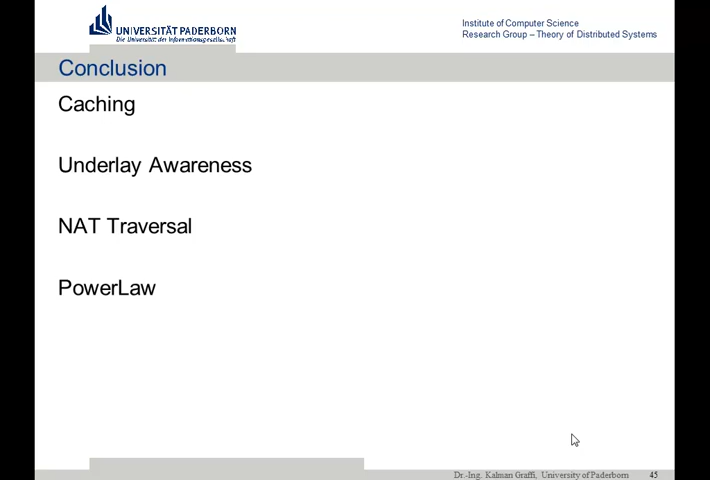 UNIVERSITÄT PADERBORN
Die Universität der Informationsgesellschaft
Institute of Computer Science
Research Group – Theory of Distributed Systems
Conclusion
Caching
Underlay Awareness
NAT Traversal
PowerLaw
Dr.-Ing. Kalman Graffi, University of Paderborn 45